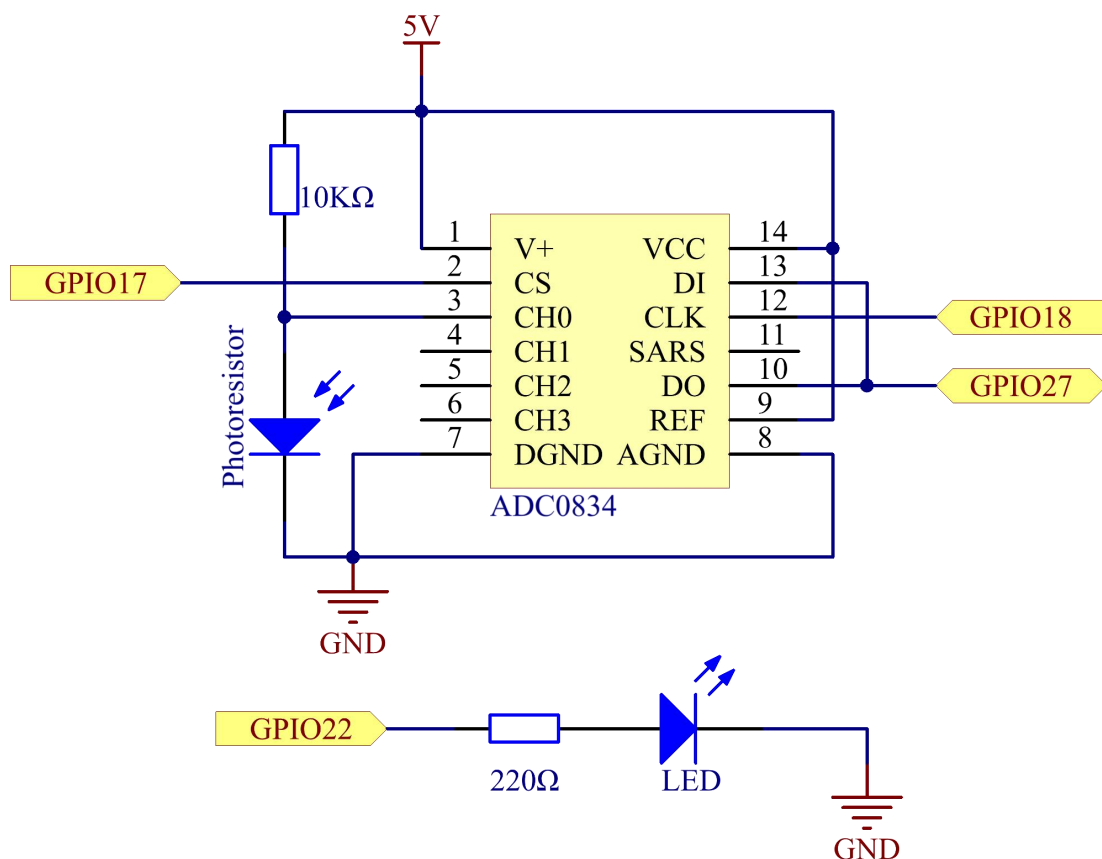 5V
10KΩ
1
V+
VCC
14
GPIO17
2
CS
DI
13
3
CH0
CLK
12
GPIO18
4
CH1
SARS
11
5
CH2
DO
10
GPIO27
6
CH3
REF
9
7
DGND
AGND
8
Photoresistor
ADC0834
GND
GPIO22
220Ω
LED
GND